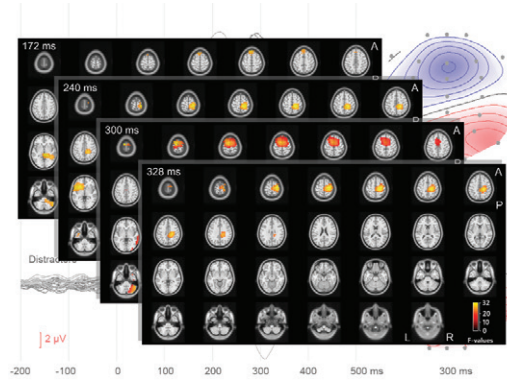 172 ms
A
240 ms
A
P
300 ms
A
328 ms
A
P
Distracters
32
20
10
0
L
R
F-values
2 μV
-200
-100
0
100
200
300
400
500 ms
300 ms